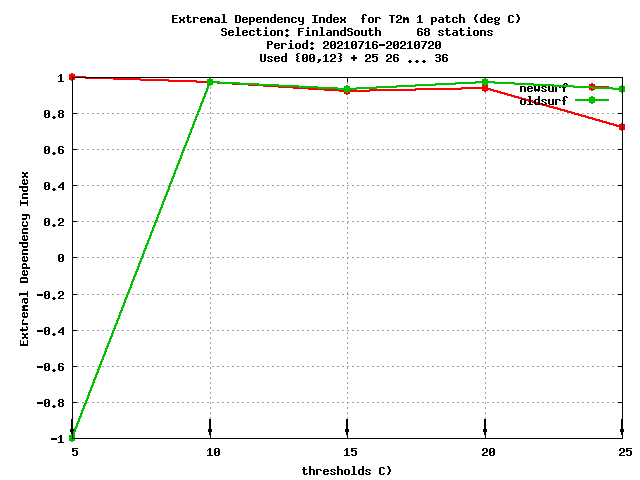 Extremal Dependency Index  for T2m 1 patch (deg C)
Selection: FinlandSouth     68 stations
Period: 20210716-20210720
Used {00,12} + 25 26 ... 36
newsurf
oldsurf
1
0.8
0.6
0.4
0.2
0
-0.2
-0.4
-0.6
-0.8
-1
Extremal Dependency Index
5 10 15 20 25
thresholds C)